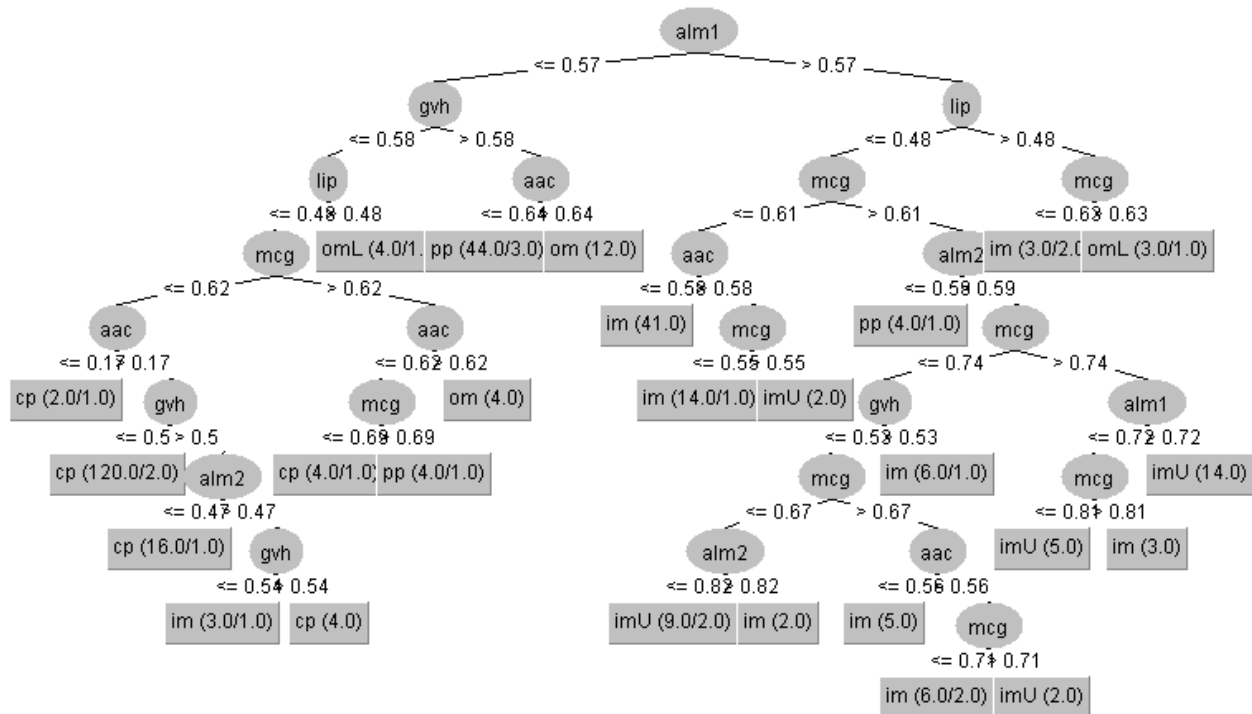 alm1
<= 0.57 > 0.57
gvh lip
<= 0.58 > 0.58 <= 0.48 > 0.48
lip aac mcg mcg
<= 0.48 > 0.48 <= 0.64 > 0.64 <= 0.61 > 0.61 <= 0.63 > 0.63
mcg omL (4.0/1. pp (44.0/3.0) om (12.0) aac alm2 im (3.0/2.0 omL (3.0/1.0)
<= 0.62 > 0.62 <= 0.58 > 0.58 <= 0.59 > 0.59
aac aac im (41.0) mcg pp (4.0/1.0) mcg
<= 0.17 > 0.17 <= 0.62 > 0.62 <= 0.55 > 0.55 <= 0.74 > 0.74
cp (2.0/1.0) gvh mcg om (4.0) im (14.0/1.0) imU (2.0) gvh alm1
<= 0.5 > 0.5 <= 0.69 > 0.69 <= 0.53 > 0.53 <= 0.72 > 0.72
cp (120.0/2.0) alm2 cp (4.0/1.0) pp (4.0/1.0) mcg im (6.0/1.0) mcg imU (14.0)
<= 0.47 > 0.47 <= 0.67 > 0.67 <= 0.81 > 0.81
cp (16.0/1.0) gvh alm2 aac imU (5.0) im (3.0)
<= 0.54 > 0.54 <= 0.82 > 0.82 <= 0.56 > 0.56
im (3.0/1.0) cp (4.0) imU (9.0/2.0) im (2.0) im (5.0) mcg
<= 0.71 > 0.71
im (6.0/2.0) imU (2.0)